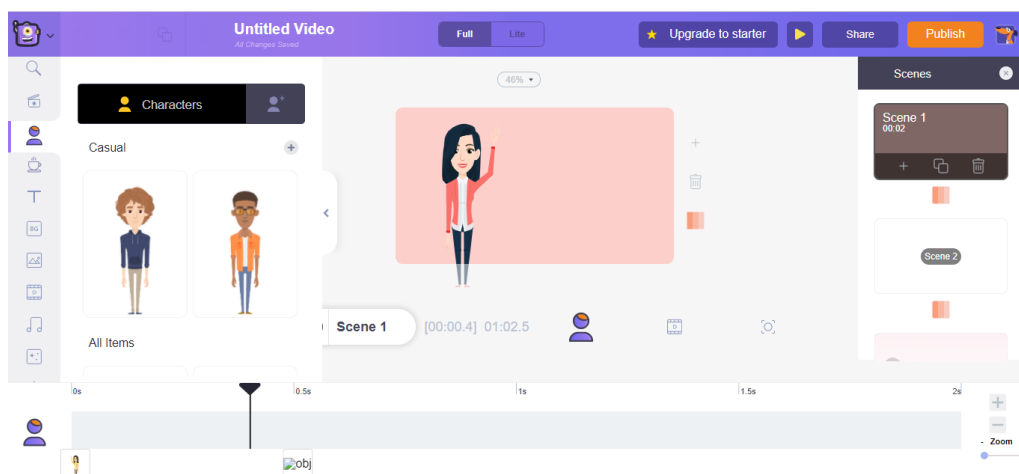 Untitled Video
All Changes Saved
Full
Lite
Upgrade to starter
Share
Publish
46%
Scenes
Characters
Casual
Scene 1
00:02
T
BG
Scene 2
Scene 1
[00:00.4] 01:02.5
All Items
0s
0.5s
1s
1.5s
2s
- Zoom
obj